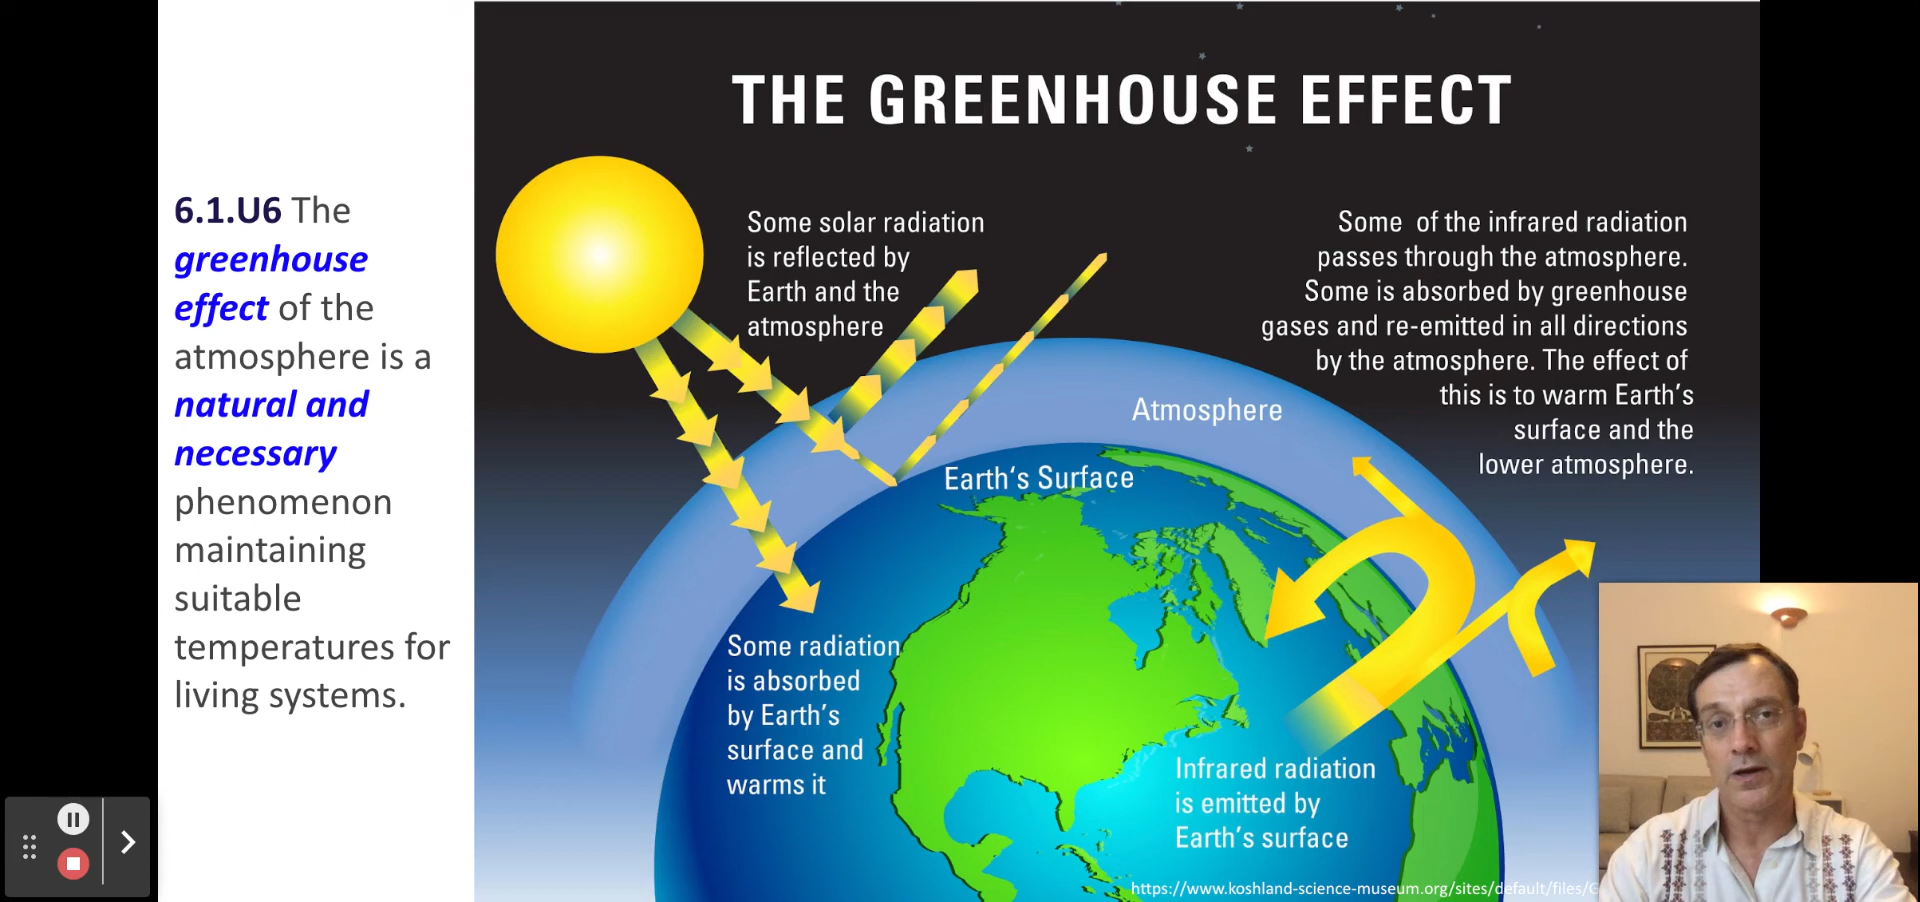 THE GREENHOUSE EFFECT
6.1.U6 The
greenhouse
effect of the
atmosphere is a
natural and
necessary
phenomenon
maintaining
suitable
temperatures for
living systems.
Some solar radiation
is reflected by
Earth and the
atmosphere
Some of the infrared radiation
passes through the atmosphere.
Some is absorbed by greenhouse
gases and re-emitted in all directions
by the atmosphere. The effect of
this is to warm Earth's
surface and the
lower atmosphere.
Atmosphere
Earth‘s Surface
Some radiation
is absorbed
by Earth's
surface and
warms it
Infrared radiation
is emitted by
Earth's surface
https://www.koshland-science-museum.org/sites/default/files/